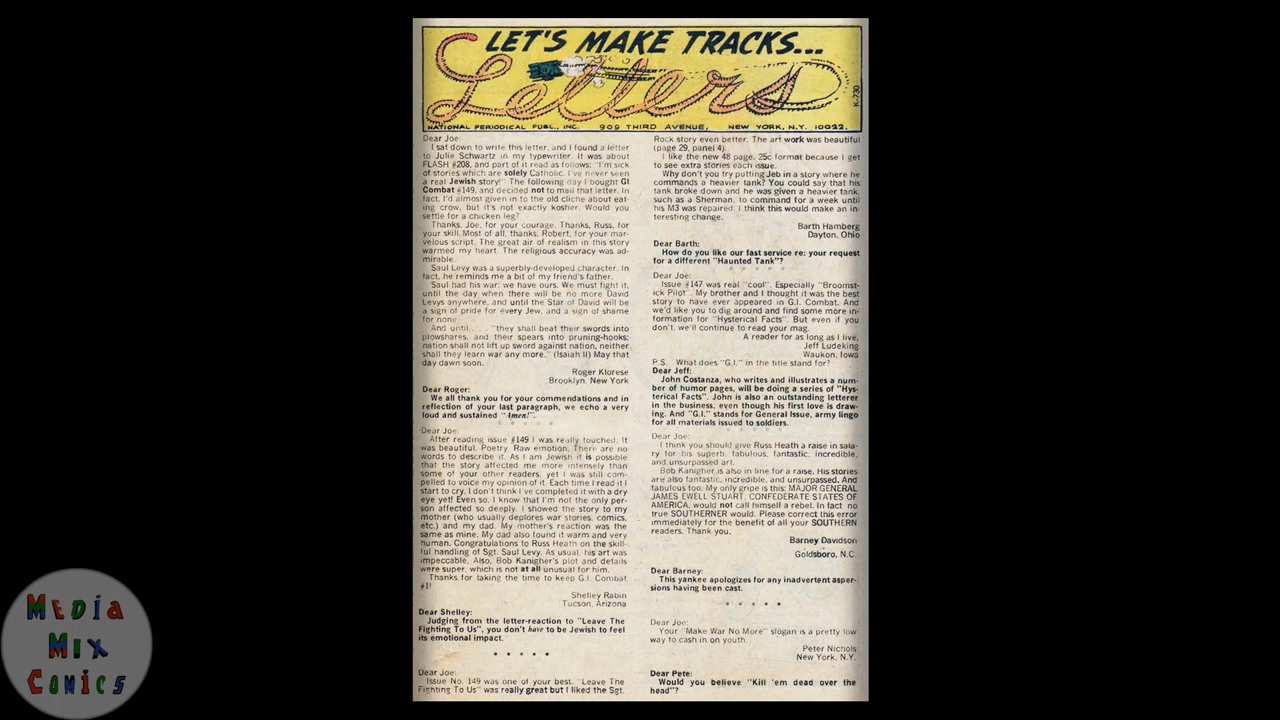 LET'S MAKE TRACKS...
Letters
K-730
NATIONAL PERIODICAL PUBL., INC. 909 THIRD AVENUE, NEW YORK, N.Y. 10022.
Dear Joe:
I sat down to write this letter, and I found a letter
to Julie Schwartz in my typewriter. It was about
FLASH #208, and part of it read as follows: "I'm sick
of stories which are solely Catholic. I've never seen
a real Jewish story!" The following day I bought GI
Combat #149, and decided not to mail that letter. In
fact, I'd almost given in to the old cliche about eat-
ing crow, but it's not exactly kosher. Would you
settle for a chicken leg?
Thanks, Joe, for your courage. Thanks, Russ, for
your skill. Most of all, thanks, Robert, for your mar-
velous script. The great air of realism in this story
warmed my heart. The religious accuracy was ad-
mirable.
Saul Levy was a superbly-developed character. In
fact, he reminds me a bit of my friend's father.
Saul had his war; we have ours. We must fight it,
until the day when there will be no more David
Levys anywhere, and until the Star of David will be
a sign of pride for every Jew, and a sign of shame
for none.
And until . . . "they shall beat their swords into
plowshares, and their spears into pruning-hooks;
nation shall not lift up sword against nation, neither
shall they learn war any more." (Isaiah II) May that
day dawn soon.
Roger Klorese
Brooklyn, New York
Dear Roger:
We all thank you for your commendations and in
reflection of your last paragraph, we echo a very
loud and sustained "Amen!".
Dear Joe:
After reading issue #149 I was really touched. It
was beautiful. Poetry. Raw emotion. There are no
words to describe it. As I am Jewish it is possible
that the story affected me more intensely than
some of your other readers, yet I was still com-
pelled to voice my opinion of it. Each time I read it I
start to cry. I don't think I've completed it with a dry
eye yet! Even so, I know that I'm not the only per-
son affected so deeply. I showed the story to my
mother (who usually deplores war stories, comics,
etc.) and my dad. My mother's reaction was the
same as mine. My dad also found it warm and very
human. Congratulations to Russ Heath on the skill-
ful handling of Sgt. Saul Levy. As usual, his art was
impeccable. Also, Bob Kanigher's plot and details
were super, which is not at all unusual for him.
Thanks for taking the time to keep G.I. Combat
#1!
Shelley Rabin
Tucson, Arizona
Dear Shelley:
Judging from the letter-reaction to "Leave The
Fighting To Us", you don't have to be Jewish to feel
its emotional impact.
* * * * *
Dear Joe:
Issue No. 149 was one of your best. "Leave The
Fighting To Us" was really great but I liked the Sgt.
Rock story even better. The art work was beautiful
(page 29, panel 4).
I like the new 48 page, 25c format because I get
to see extra stories each issue.
Why don't you try putting Jeb in a story where he
commands a heavier tank? You could say that his
tank broke down and he was given a heavier tank,
such as a Sherman, to command for a week until
his M3 was repaired. I think this would make an in-
teresting change.
Barth Hamberg
Dayton, Ohio
Dear Barth:
How do you like our fast service re: your request
for a different "Haunted Tank"?
Dear Joe:
Issue #147 was real "cool". Especially "Broomst-
ick Pilot". My brother and I thought it was the best
story to have ever appeared in G.I. Combat. And
we'd like you to dig around and find some more in-
formation for "Hysterical Facts". But even if you
don't, we'll continue to read your mag.
A reader for as long as I live,
Jeff Ludeking
Waukon, Iowa
P.S. What does "G.I." in the title stand for?
Dear Jeff:
John Costanza, who writes and illustrates a num-
ber of humor pages, will be doing a series of "Hys-
terical Facts". John is also an outstanding letterer
in the business, even though his first love is draw-
ing. And "G.I." stands for General Issue, army lingo
for all materials issued to soldiers.
Dear Joe:
I think you should give Russ Heath a raise in sala-
ry for his superb, fabulous, fantastic, incredible,
and unsurpassed art.
Bob Kanigher is also in line for a raise. His stories
are also fantastic, incredible, and unsurpassed. And
fabulous too. My only gripe is this: MAJOR GENERAL
JAMES EWELL STUART, CONFEDERATE STATES OF
AMERICA, would not call himself a rebel. In fact no
true SOUTHERNER would. Please correct this error
immediately for the benefit of all your SOUTHERN
readers. Thank you,
Barney Davidson
Goldsboro, N.C.
Dear Barney:
This yankee apologizes for any inadvertent asper-
sions having been cast.
* * * * *
Dear Joe:
Your "Make War No More" slogan is a pretty low
way to cash in on youth.
Peter Nichols
New York, N.Y.
Dear Pete:
Would you believe "Kill 'em dead over the
head"?
MEDiA
MiX
COMiCS